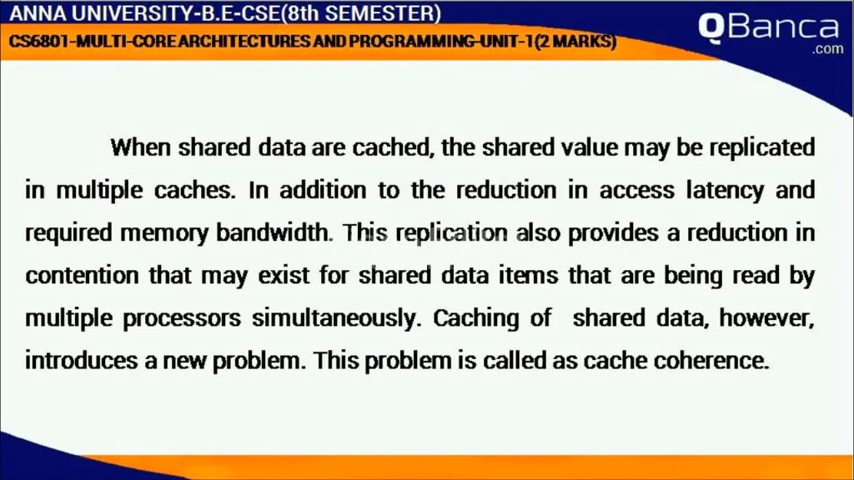 ANNA UNIVERSITY-B.E-CSE(8th SEMESTER)
CS6801-MULTI-CORE ARCHITECTURES AND PROGRAMMING-UNIT-1(2 MARKS)
QBanca
.com
When shared data are cached, the shared value may be replicated
in multiple caches. In addition to the reduction in access latency and
required memory bandwidth. This replication also provides a reduction in
contention that may exist for shared data items that are being read by
multiple processors simultaneously. Caching of shared data, however,
introduces a new problem. This problem is called as cache coherence.